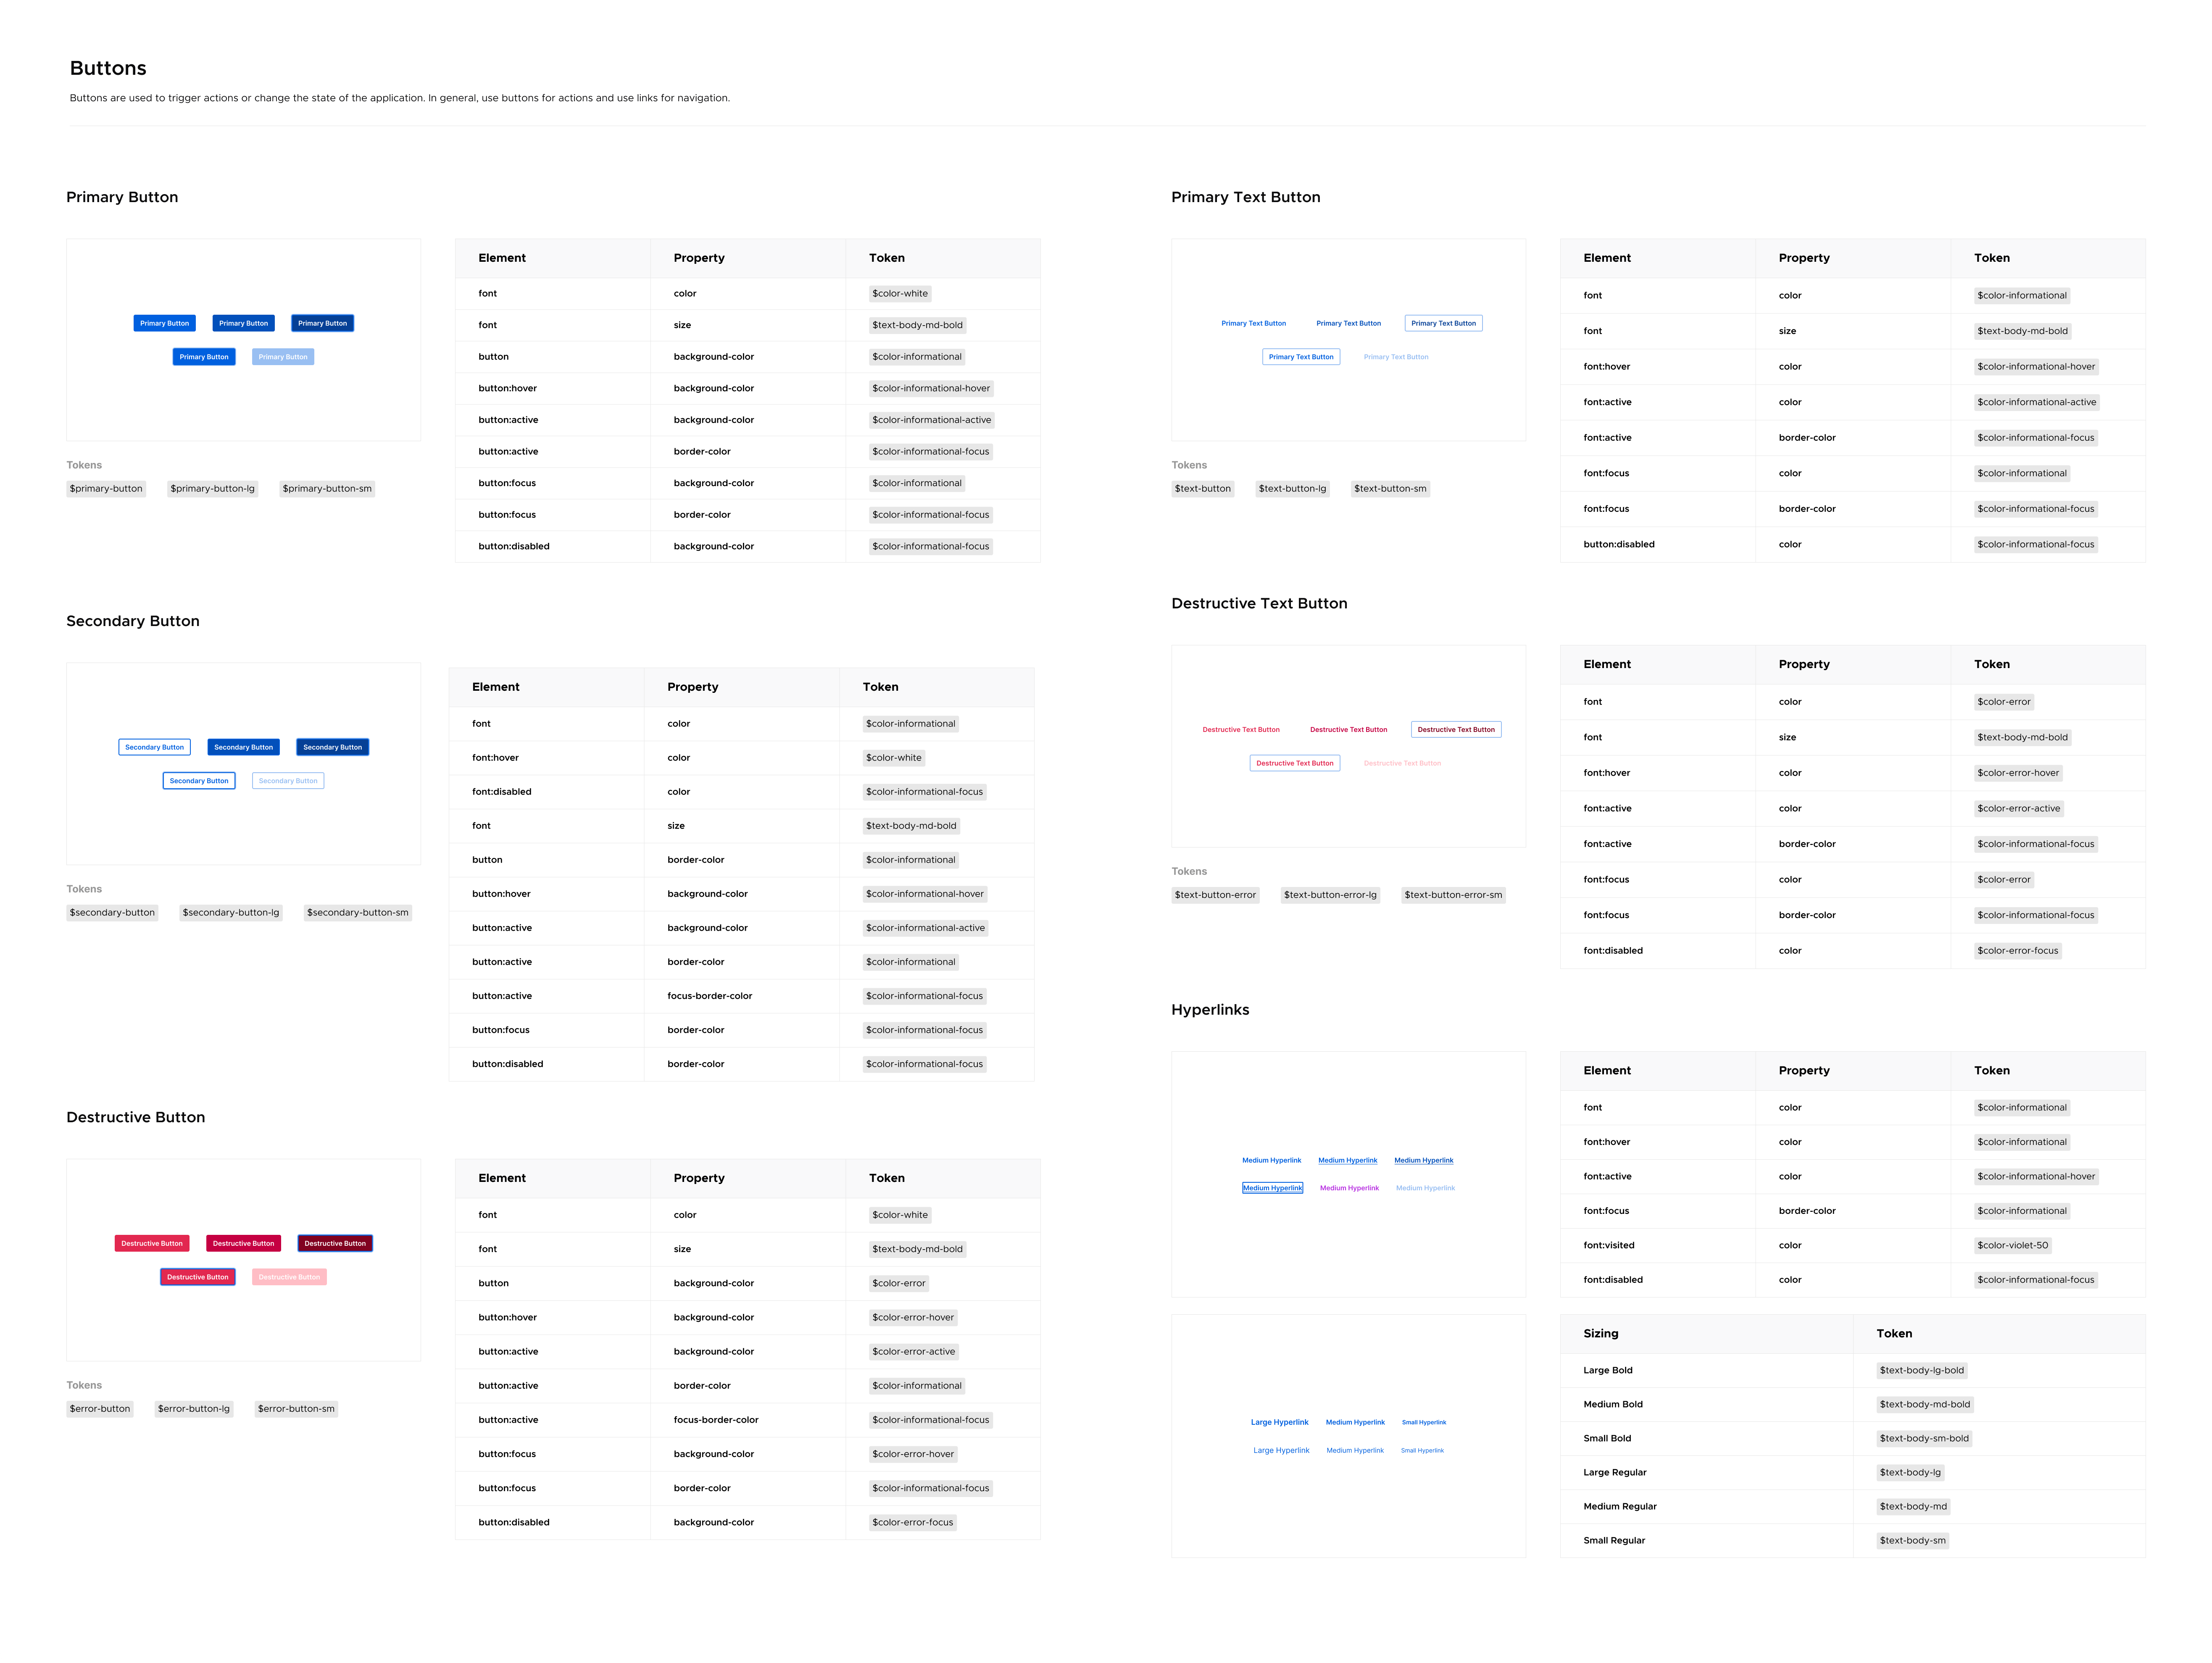 Buttons
Buttons are used to trigger actions or change the state of the application. In general, use buttons for actions and use links for navigation.
Primary Button
Primary Button Primary Button Primary Button
Primary Button Primary Button
Tokens
$primary-button $primary-button-lg $primary-button-sm
Element Property Token
font color $color-white
font size $text-body-md-bold
button background-color $color-informational
button:hover background-color $color-informational-hover
button:active background-color $color-informational-active
button:active border-color $color-informational-focus
button:focus background-color $color-informational
button:focus border-color $color-informational-focus
button:disabled background-color $color-informational-focus
Secondary Button
Secondary Button Secondary Button Secondary Button
Secondary Button Secondary Button
Tokens
$secondary-button $secondary-button-lg $secondary-button-sm
Element Property Token
font color $color-informational
font:hover color $color-white
font:disabled color $color-informational-focus
font size $text-body-md-bold
button border-color $color-informational
button:hover background-color $color-informational-hover
button:active background-color $color-informational-active
button:active border-color $color-informational
button:active focus-border-color $color-informational-focus
button:focus border-color $color-informational-focus
button:disabled border-color $color-informational-focus
Destructive Button
Destructive Button Destructive Button Destructive Button
Destructive Button Destructive Button
Tokens
$error-button $error-button-lg $error-button-sm
Element Property Token
font color $color-white
font size $text-body-md-bold
button background-color $color-error
button:hover background-color $color-error-hover
button:active background-color $color-error-active
button:active border-color $color-informational
button:active focus-border-color $color-informational-focus
button:focus background-color $color-error-hover
button:focus border-color $color-informational-focus
button:disabled background-color $color-error-focus
Primary Text Button
Primary Text Button Primary Text Button Primary Text Button
Primary Text Button Primary Text Button
Tokens
$text-button $text-button-lg $text-button-sm
Element Property Token
font color $color-informational
font size $text-body-md-bold
font:hover color $color-informational-hover
font:active color $color-informational-active
font:active border-color $color-informational-focus
font:focus color $color-informational
font:focus border-color $color-informational-focus
button:disabled color $color-informational-focus
Destructive Text Button
Destructive Text Button Destructive Text Button Destructive Text Button
Destructive Text Button Destructive Text Button
Tokens
$text-button-error $text-button-error-lg $text-button-error-sm
Element Property Token
font color $color-error
font size $text-body-md-bold
font:hover color $color-error-hover
font:active color $color-error-active
font:active border-color $color-informational-focus
font:focus color $color-error
font:focus border-color $color-informational-focus
font:disabled color $color-error-focus
Hyperlinks
Medium Hyperlink Medium Hyperlink Medium Hyperlink
Medium Hyperlink Medium Hyperlink Medium Hyperlink
Element Property Token
font color $color-informational
font:hover color $color-informational
font:active color $color-informational-hover
font:focus border-color $color-informational
font:visited color $color-violet-50
font:disabled color $color-informational-focus
Large Hyperlink Medium Hyperlink Small Hyperlink
Large Hyperlink Medium Hyperlink Small Hyperlink
Sizing Token
Large Bold $text-body-lg-bold
Medium Bold $text-body-md-bold
Small Bold $text-body-sm-bold
Large Regular $text-body-lg
Medium Regular $text-body-md
Small Regular $text-body-sm